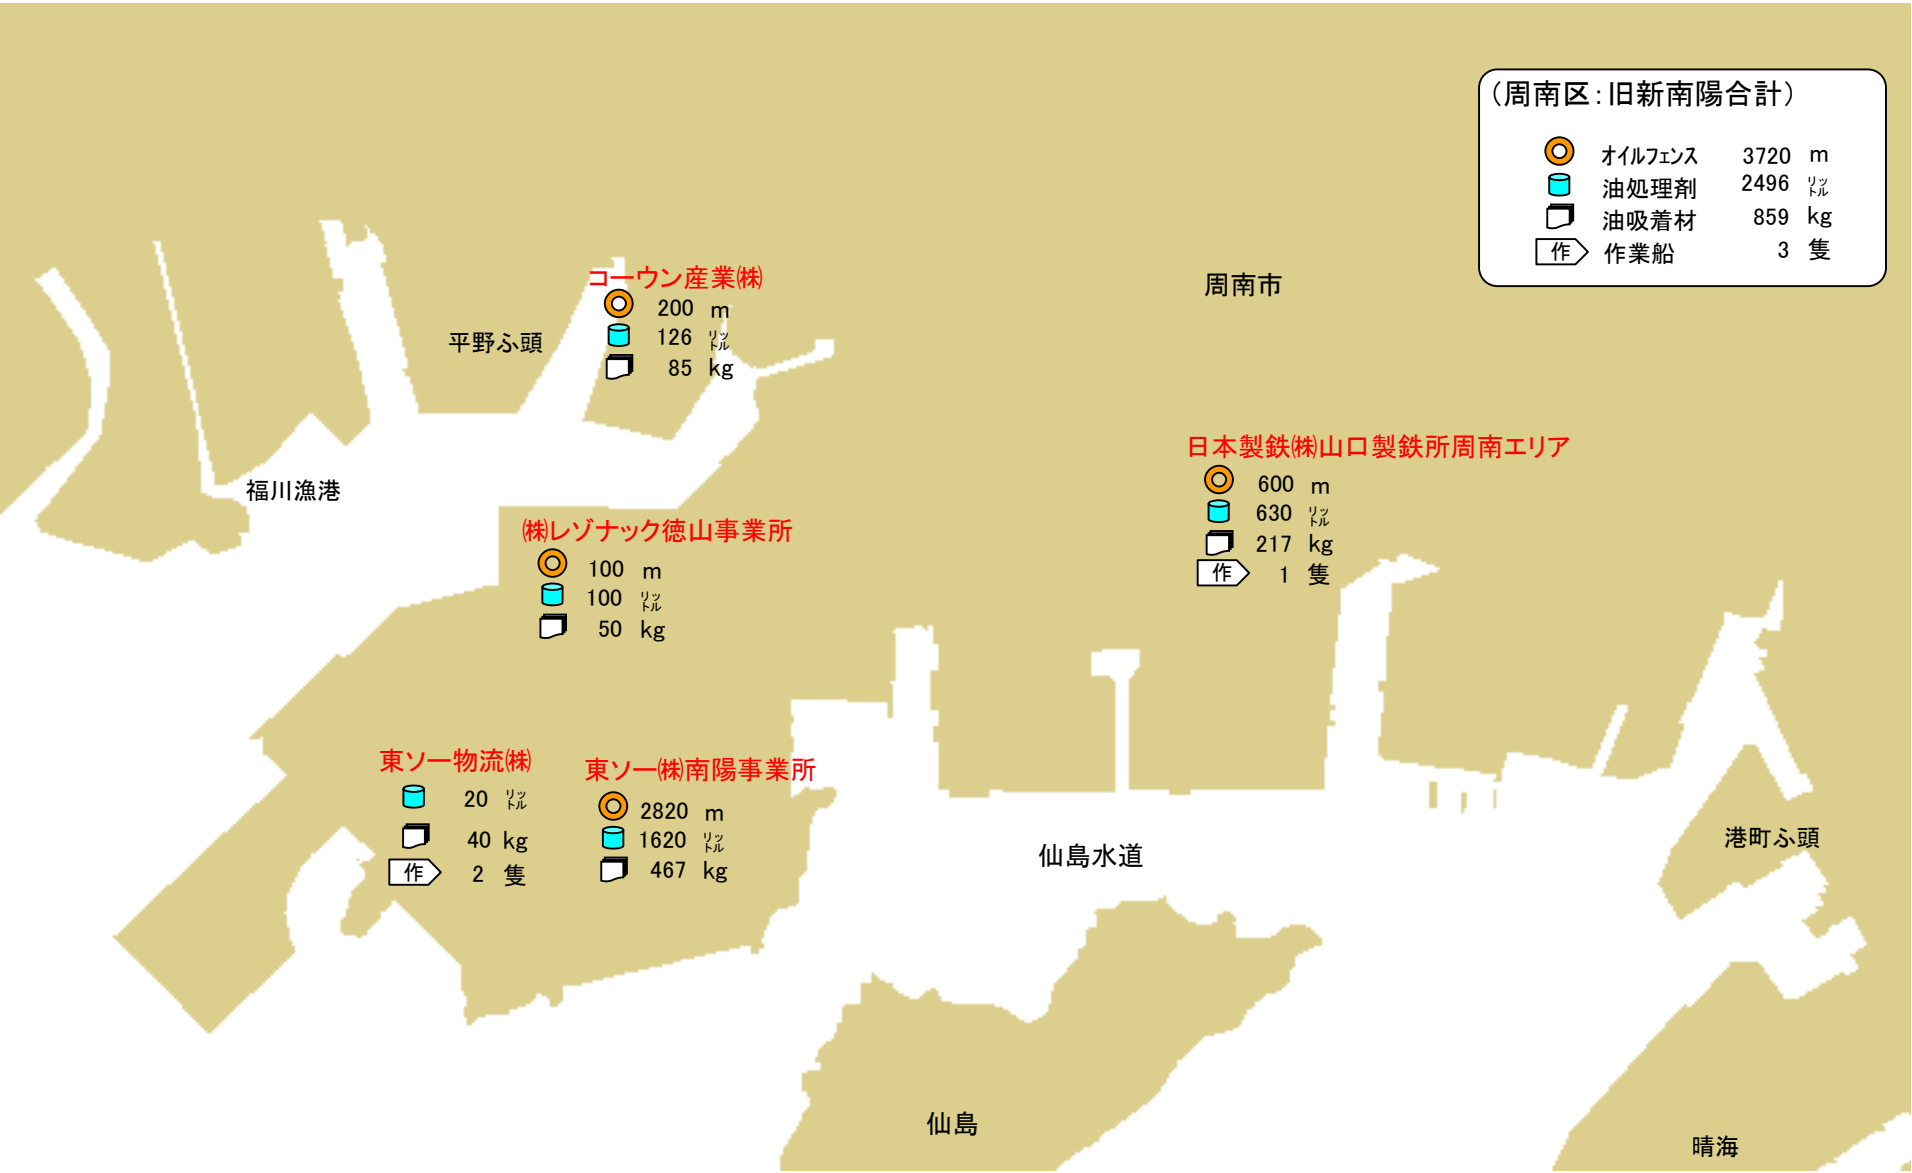 (周南区:旧新南陽合計)
オイルフェンス 3720 m
油処理剤 2496 リットル
油吸着材 859 kg
作 作業船 3 隻
コーウン産業㈱
200 m
126 リットル
85 kg
周南市
平野ふ頭
日本製鉄㈱山口製鉄所周南エリア
600 m
630 リットル
217 kg
作 1 隻
福川漁港
㈱レゾナック徳山事業所
100 m
100 リットル
50 kg
東ソー物流㈱
20 リットル
40 kg
作 2 隻
東ソー㈱南陽事業所
2820 m
1620 リットル
467 kg
仙島水道
港町ふ頭
仙島
晴海